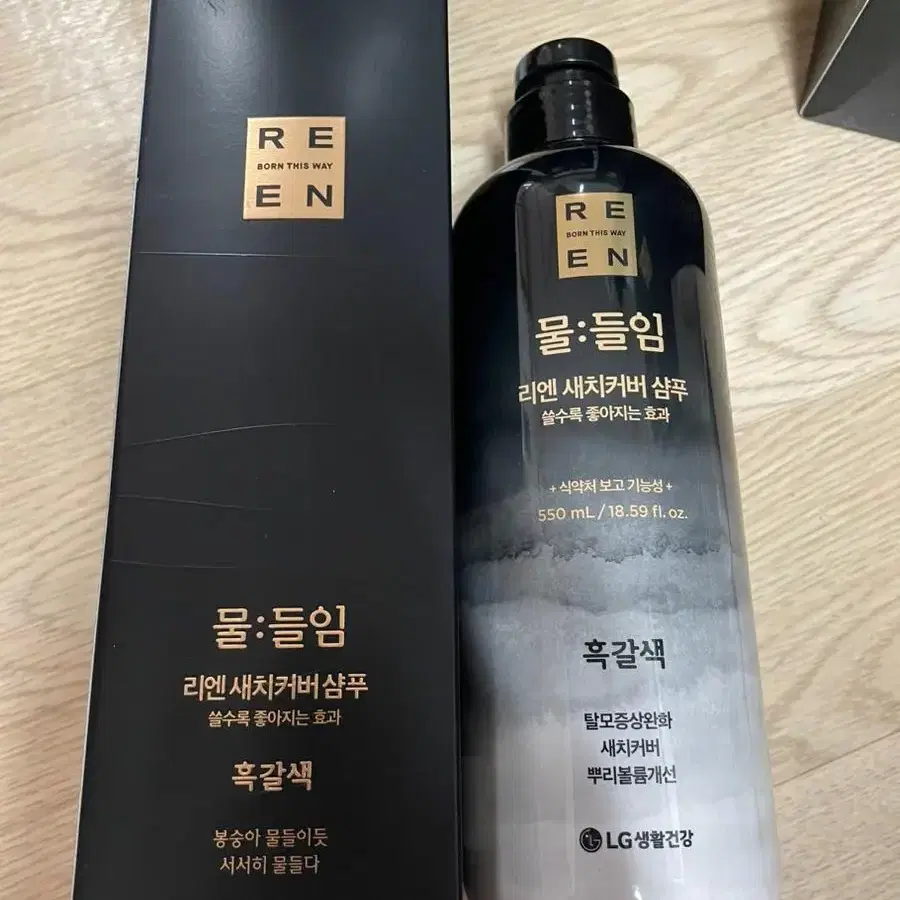 RE
BORN THIS WAY
EN
물:들임
리엔 새치커버 샴푸
쓸수록 좋아지는 효과
흑갈색
봉숭아 물들이듯
서서히 물들다
RE
BORN THIS WAY
EN
물:들임
리엔 새치커버 샴푸
쓸수록 좋아지는 효과
+ 식약처 보고 기능성 +
550 mL / 18.59 fl. oz.
흑갈색
탈모증상완화
새치커버
뿌리볼륨개선
LG생활건강